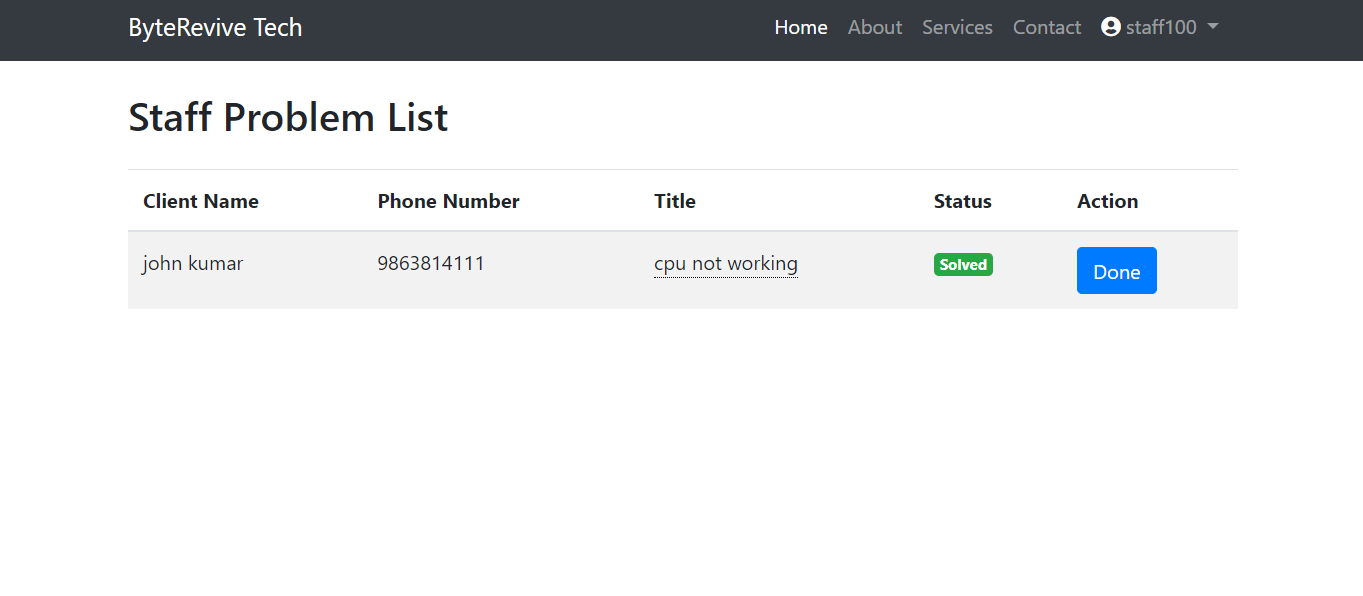 ByteRevive Tech Home About Services Contact staff100
Staff Problem List
Client Name Phone Number Title Status Action
john kumar 9863814111 cpu not working Solved Done